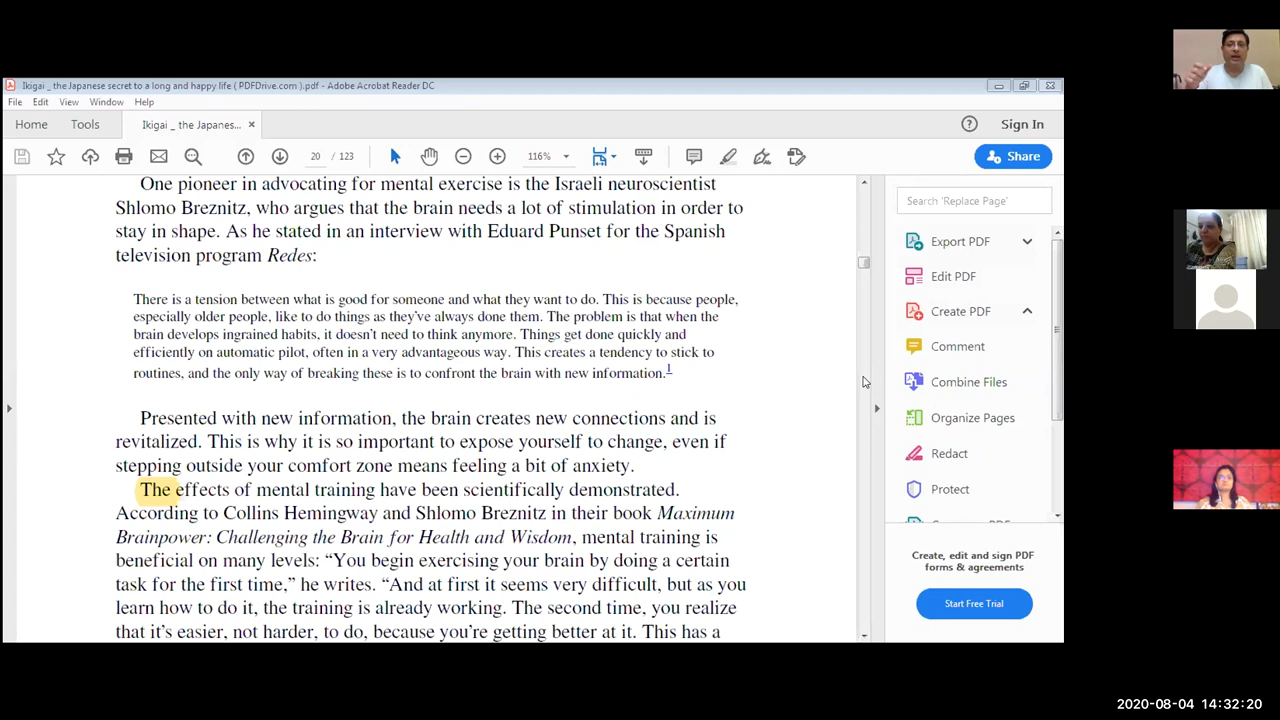 Ikigai _ the Japanese secret to a long and happy life ( PDFDrive.com ).pdf - Adobe Acrobat Reader DC
File Edit View Window Help
Home Tools Ikigai _ the Japanes... × Sign In
20 / 123 116% Share
One pioneer in advocating for mental exercise is the Israeli neuroscientist
Shlomo Breznitz, who argues that the brain needs a lot of stimulation in order to
stay in shape. As he stated in an interview with Eduard Punset for the Spanish
television program Redes:
There is a tension between what is good for someone and what they want to do. This is because people,
especially older people, like to do things as they’ve always done them. The problem is that when the
brain develops ingrained habits, it doesn’t need to think anymore. Things get done quickly and
efficiently on automatic pilot, often in a very advantageous way. This creates a tendency to stick to
routines, and the only way of breaking these is to confront the brain with new information.1
Presented with new information, the brain creates new connections and is
revitalized. This is why it is so important to expose yourself to change, even if
stepping outside your comfort zone means feeling a bit of anxiety.
The effects of mental training have been scientifically demonstrated.
According to Collins Hemingway and Shlomo Breznitz in their book Maximum
Brainpower: Challenging the Brain for Health and Wisdom, mental training is
beneficial on many levels: “You begin exercising your brain by doing a certain
task for the first time,” he writes. “And at first it seems very difficult, but as you
learn how to do it, the training is already working. The second time, you realize
that it’s easier, not harder, to do, because you’re getting better at it. This has a
Search 'Replace Page'
Export PDF
Edit PDF
Create PDF
Comment
Combine Files
Organize Pages
Redact
Protect
Create, edit and sign PDF
forms & agreements
Start Free Trial
2020-08-04 14:32:20